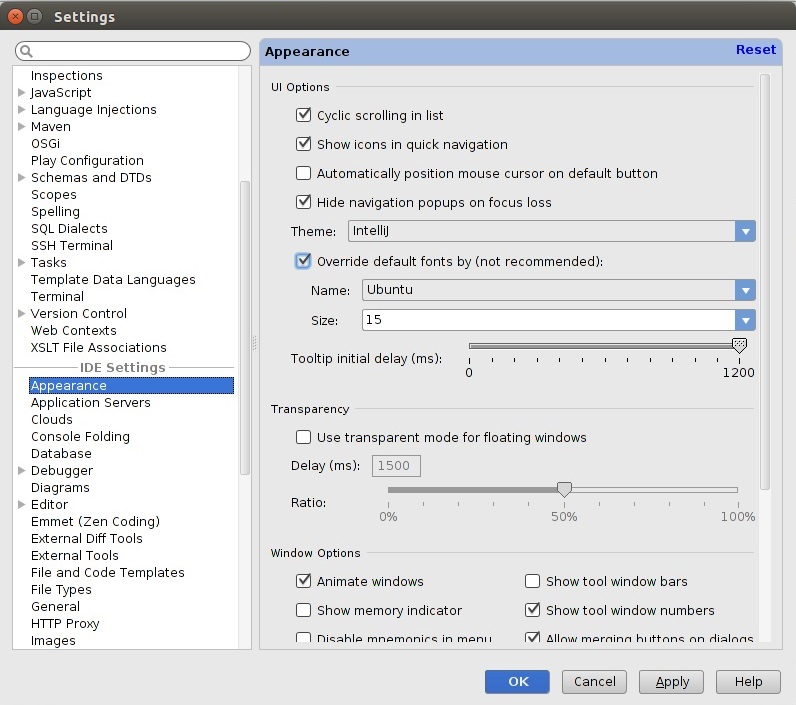 Settings
Inspections
JavaScript
Language Injections
Maven
OSGi
Play Configuration
Schemas and DTDs
Scopes
Spelling
SQL Dialects
SSH Terminal
Tasks
Template Data Languages
Terminal
Version Control
Web Contexts
XSLT File Associations
IDE Settings
Appearance
Application Servers
Clouds
Console Folding
Database
Debugger
Diagrams
Editor
Emmet (Zen Coding)
External Diff Tools
External Tools
File and Code Templates
File Types
General
HTTP Proxy
Images
Appearance Reset
UI Options
Cyclic scrolling in list
Show icons in quick navigation
Automatically position mouse cursor on default button
Hide navigation popups on focus loss
Theme: IntelliJ
Override default fonts by (not recommended):
Name: Ubuntu
Size: 15
Tooltip initial delay (ms):
0 1200
Transparency
Use transparent mode for floating windows
Delay (ms): 1500
Ratio:
0% 50% 100%
Window Options
Animate windows Show tool window bars
Show memory indicator Show tool window numbers
Disable mnemonics in menu Allow merging buttons on dialogs
OK Cancel Apply Help